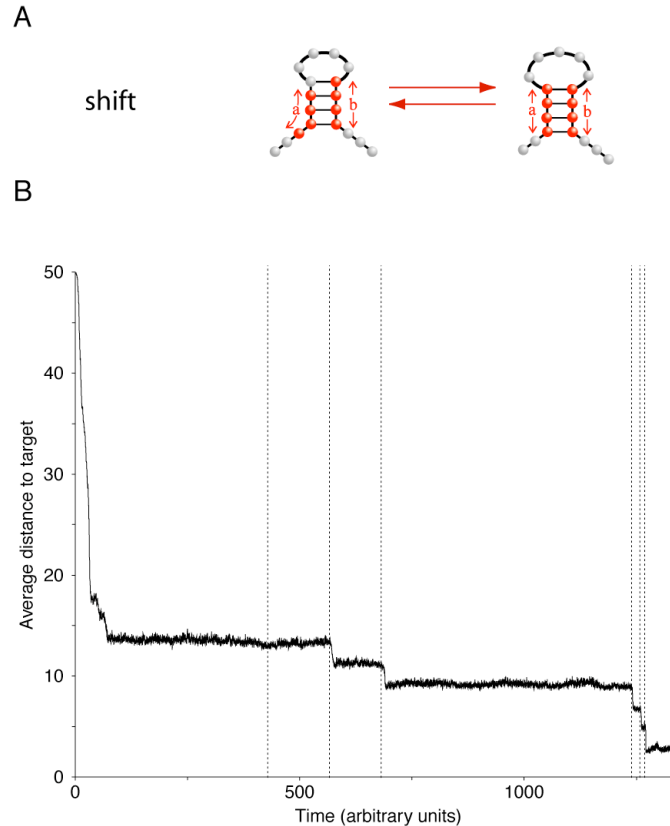 A
shift
a
b
a
b
B
50
40
30
20
10
0
Average distance to target
0
500
1000
Time (arbitrary units)